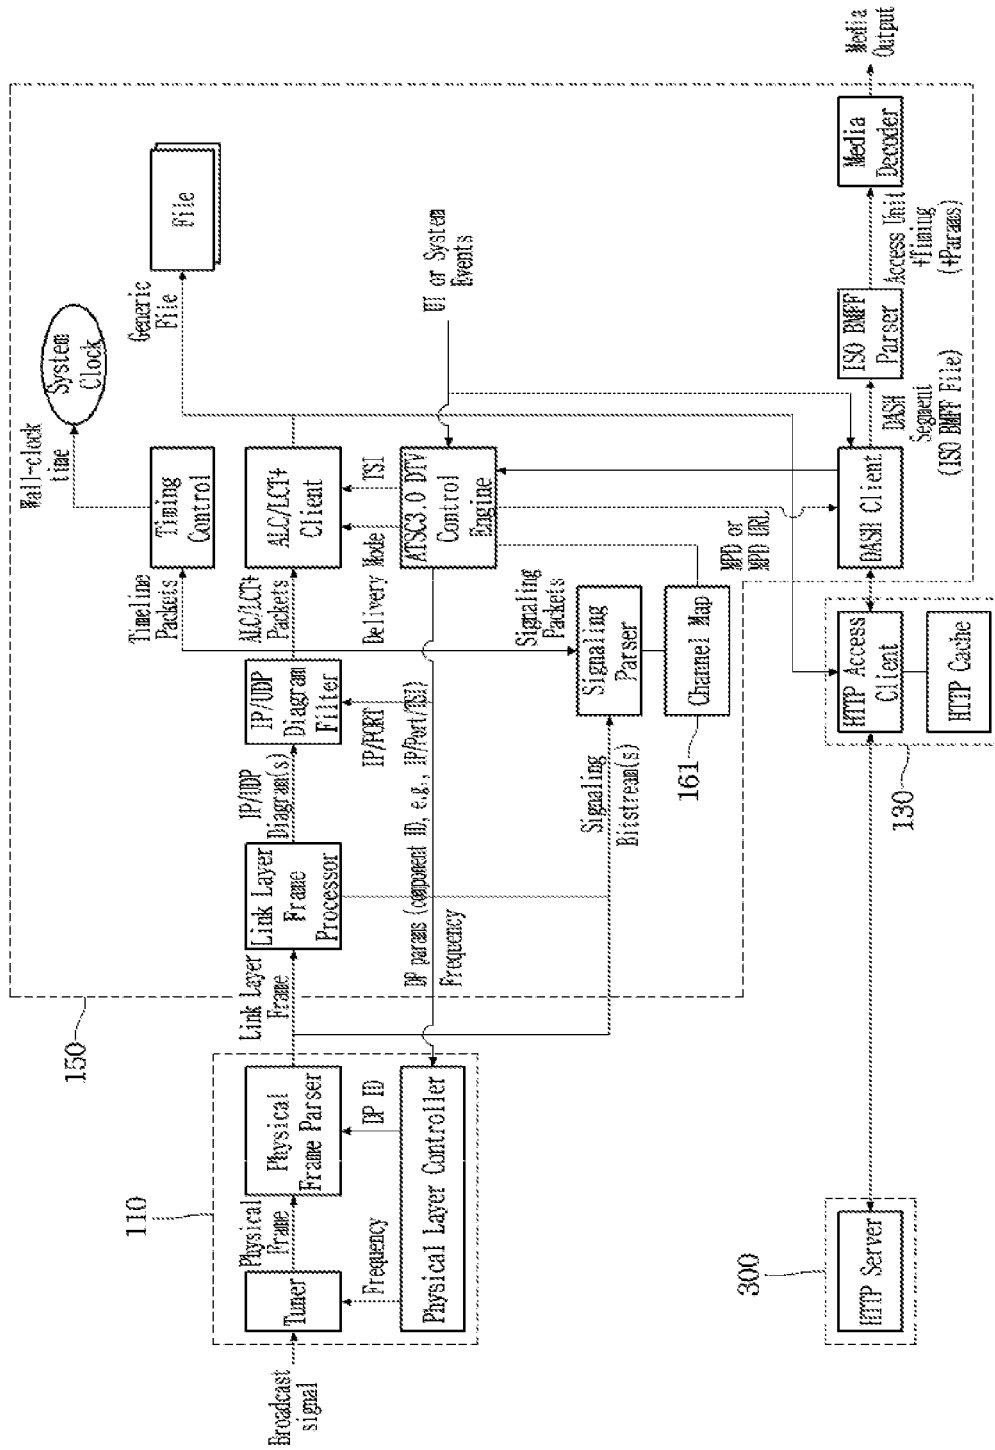 Broadcast
signal
110
Tuner
Physical
Frame
Physical
Frame Parser
Frequency
DP ID
Physical Layer Controller
150
Link Layer
Frame
Link Layer
Frame
Processor
IP/UDP
Diagram(s)
IP/UDP
Diagram
Filter
IP/PORT
ALC/LCT+
Packets
ALC/LCT+
Client
Timeline
Packets
Timing
Control
Wall-clock
time
System
Clock
Generic
File
File
Delivery Mode
TSI
ATSC3.0 DTV
Control
Engine
UI or System
Events
DP params (component ID, e.g., IP/Port/TSI)
Frequency
Signaling
Packets
Signaling
Bitstream(s)
Signaling
Parser
Channel Map
161
MPD or
MPD URL
300
HTTP Server
130
HTTP Access
Client
HTTP Cache
DASH Client
DASH
Segment
(ISO BMFF File)
ISO BMFF
Parser
Access Unit
+Timing
(+Params)
Media
Decoder
Media
Output